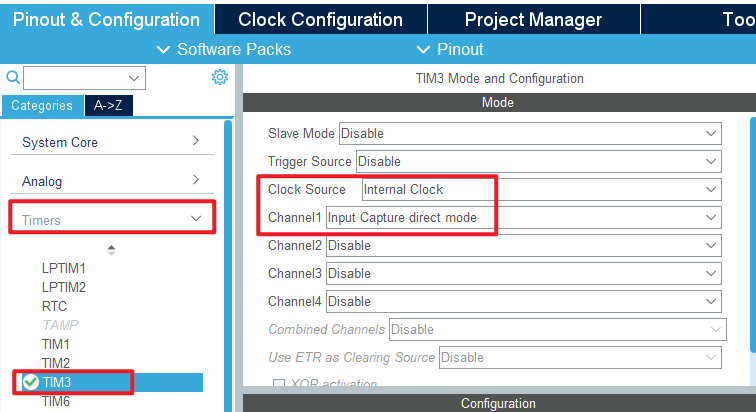 Pinout & Configuration Clock Configuration Project Manager Too
Software Packs Pinout
TIM3 Mode and Configuration
Categories A->Z
Mode
System Core
Slave Mode Disable
Trigger Source Disable
Analog
Clock Source Internal Clock
Timers
Channel1 Input Capture direct mode
Channel2 Disable
LPTIM1
Channel3 Disable
LPTIM2
RTC
Channel4 Disable
TAMP
Combined Channels Disable
TIM1
TIM2
Use ETR as Clearing Source Disable
TIM3
XOR activation
TIM6
Configuration